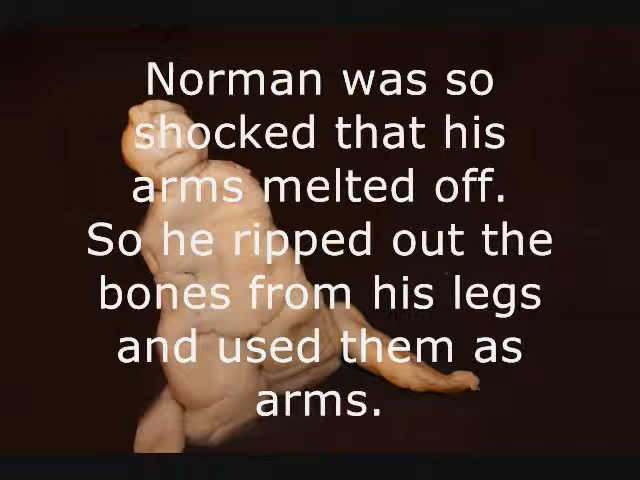 Norman was so
shocked that his
arms melted off.
So he ripped out the
bones from his legs
and used them as
arms.